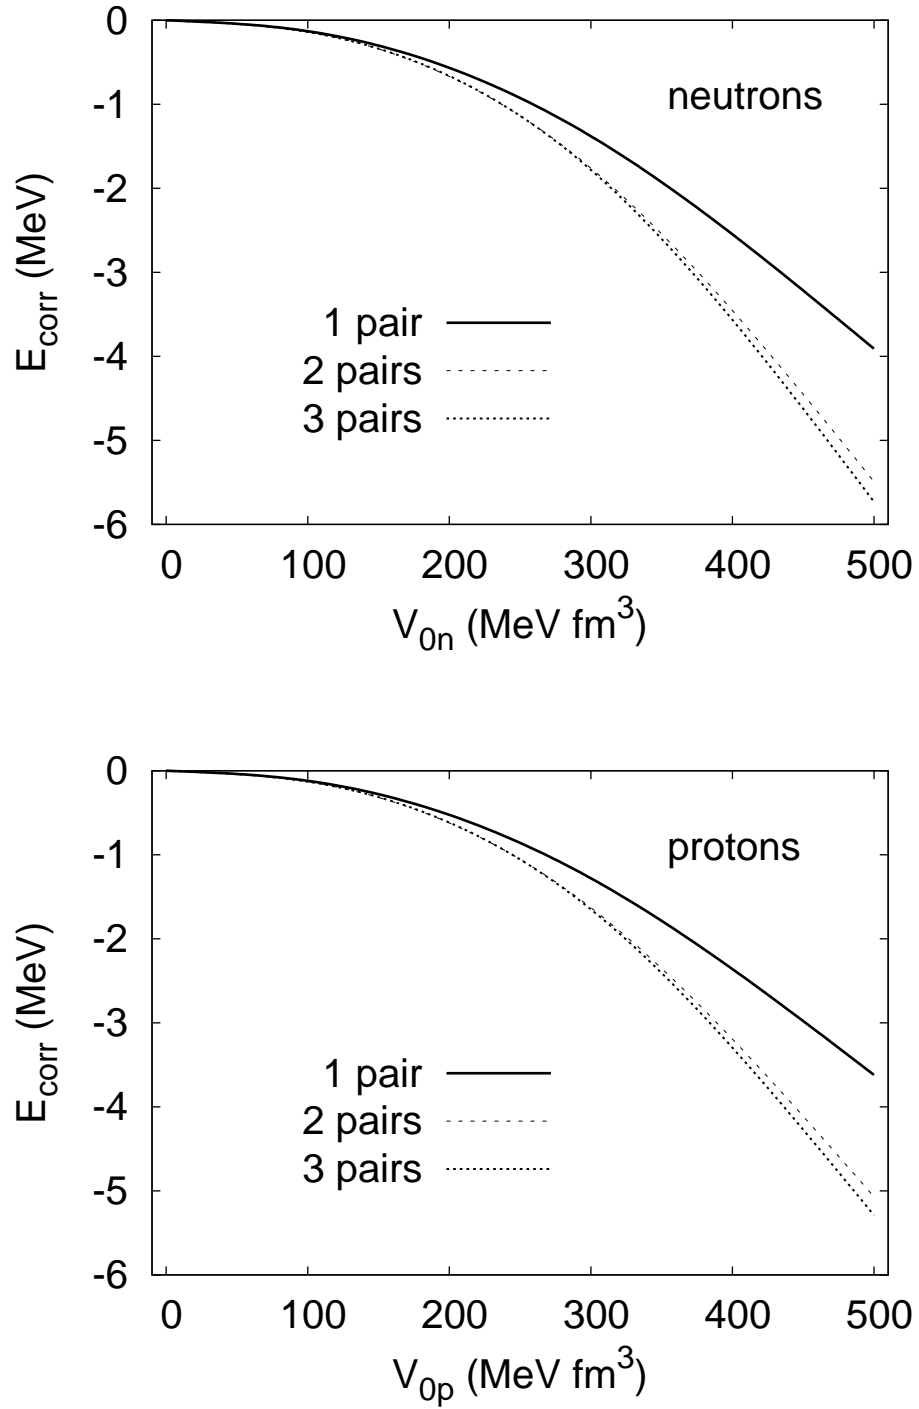 0
-1
-2
-3
-4
-5
-6
E_corr (MeV)
neutrons
1 pair
2 pairs
3 pairs
0 100 200 300 400 500
V_0n (MeV fm^3)
0
-1
-2
-3
-4
-5
-6
E_corr (MeV)
protons
1 pair
2 pairs
3 pairs
0 100 200 300 400 500
V_0p (MeV fm^3)